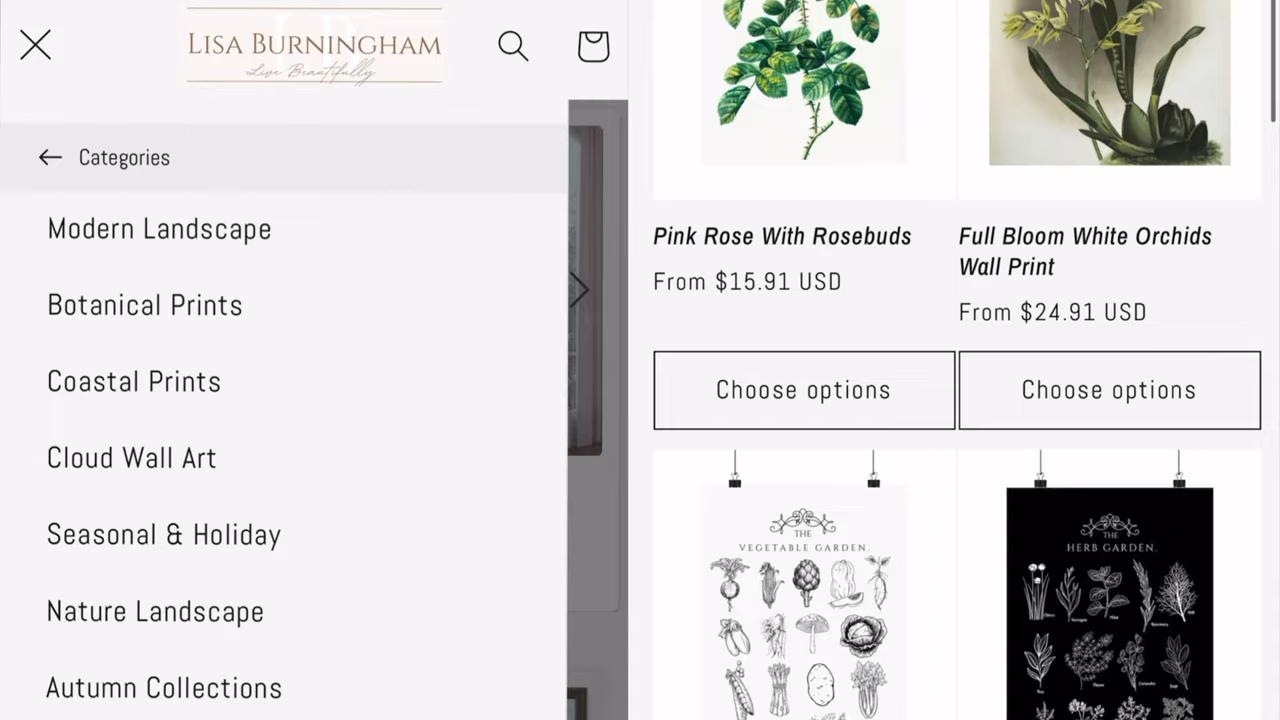 LISA BURNINGHAM
Live Beautifully
Categories
Modern Landscape
Botanical Prints
Coastal Prints
Cloud Wall Art
Seasonal & Holiday
Nature Landscape
Autumn Collections
Pink Rose With Rosebuds
From $15.91 USD
Choose options
Full Bloom White Orchids
Wall Print
From $24.91 USD
Choose options
THE
VEGETABLE GARDEN.
THE
HERB GARDEN.